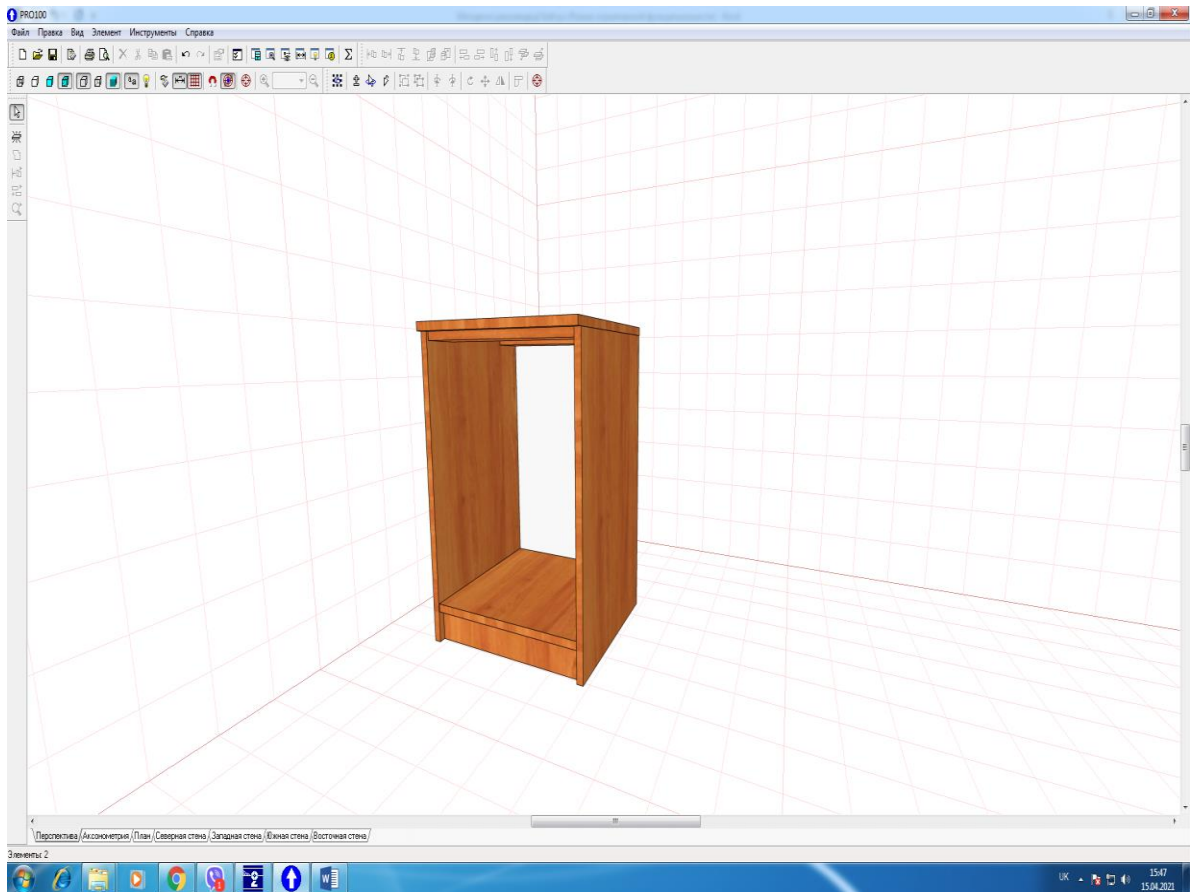 PRO100
Файл Правка Вид Элемент Инструменты Справка
Перспектива Аксонометрия План Северная стена Западная стена Южная стена Восточная стена
Элементы: 2
UK
15:47
15.04.2021